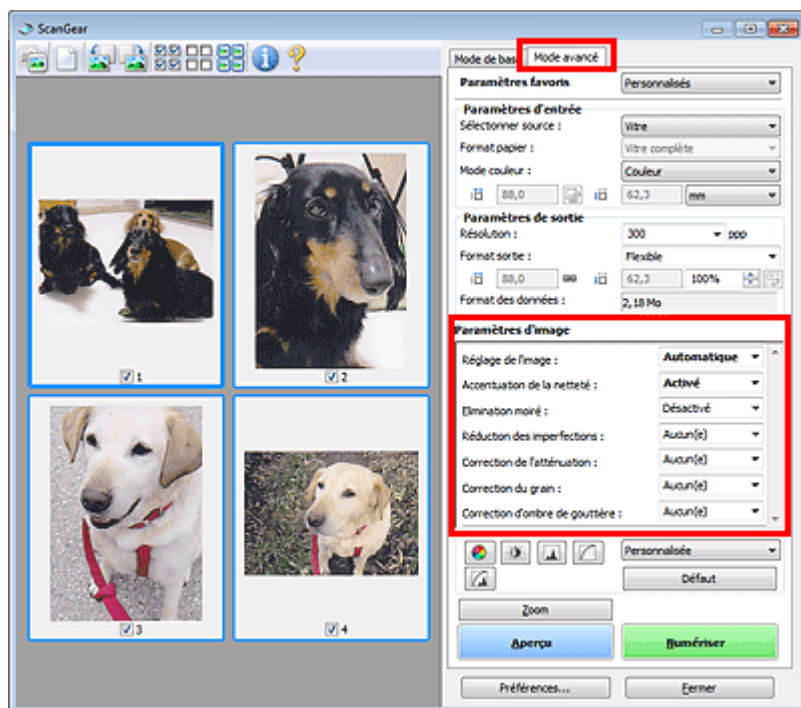 ScanGear
Mode de base Mode avancé
Paramètres favoris Personnalisés
Paramètres d'entrée
Sélectionner source : Vitre
Format papier : Vitre complète
Mode couleur : Couleur
88,0 62,3 mm
Paramètres de sortie
Résolution : 300 ppp
Format sortie : Flexible
88,0 62,3 100%
Format des données : 2,18 Mo
Paramètres d'image
Réglage de l'image : Automatique
Accentuation de la netteté : Activé
Elimination moiré : Désactivé
Réduction des imperfections : Aucun(e)
Correction de l'atténuation : Aucun(e)
Correction du grain : Aucun(e)
Correction d'ombre de gouttière : Aucun(e)
Personnalisée
Défaut
Zoom
Aperçu Numériser
Préférences... Fermer
1 2
3 4